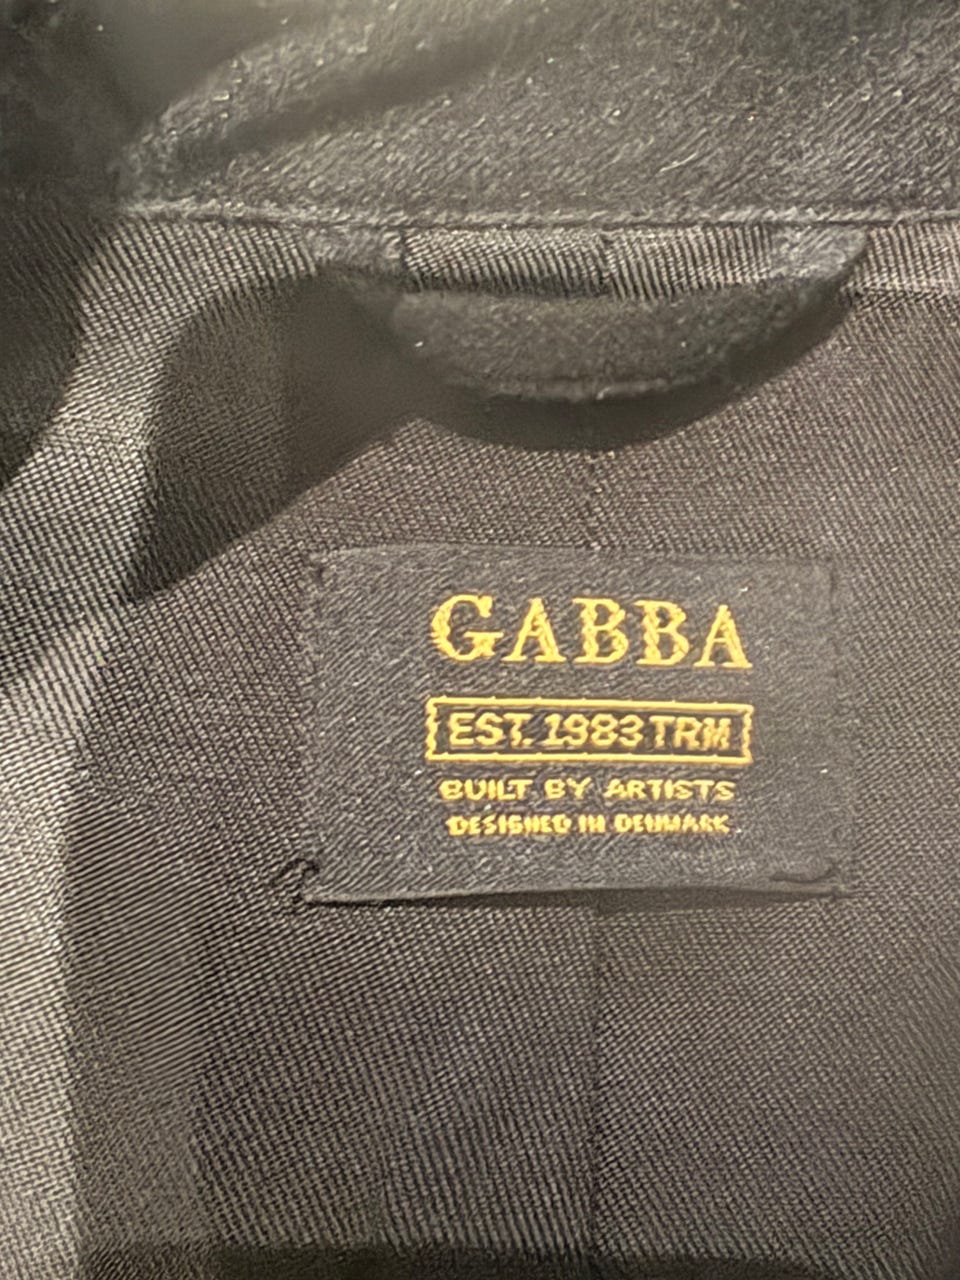 GABBA
EST. 1983 TRM
BUILT BY ARTISTS
DESIGNED IN DENMARK